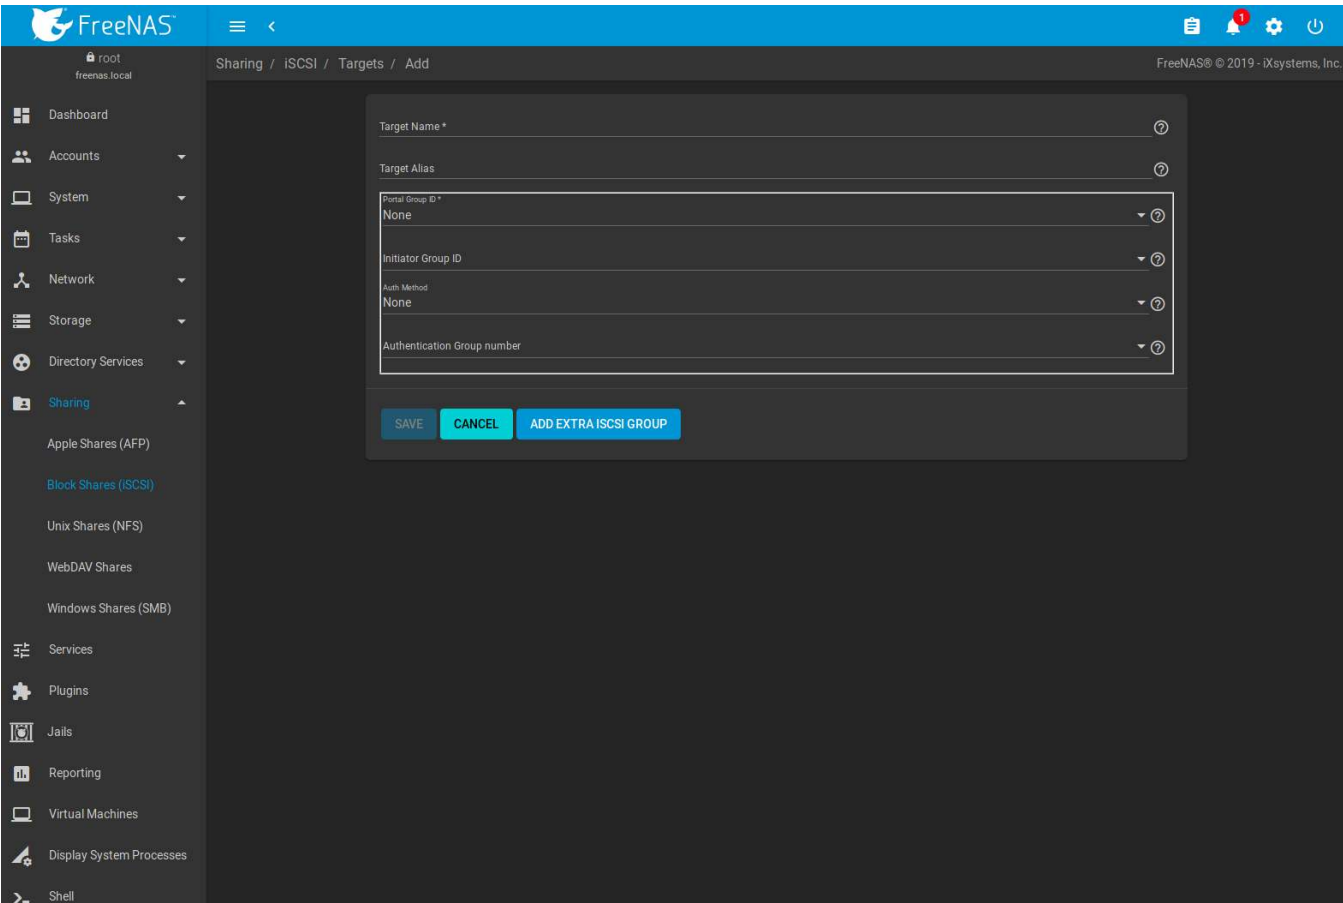 FreeNAS™
1
root
freenas.local
Sharing / iSCSI / Targets / Add
FreeNAS® © 2019 - iXsystems, Inc.
Dashboard
Accounts
System
Tasks
Network
Storage
Directory Services
Sharing
Apple Shares (AFP)
Block Shares (iSCSI)
Unix Shares (NFS)
WebDAV Shares
Windows Shares (SMB)
Services
Plugins
Jails
Reporting
Virtual Machines
Display System Processes
Shell
Target Name *
Target Alias
Portal Group ID *
None
Initiator Group ID
Auth Method
None
Authentication Group number
SAVE CANCEL ADD EXTRA ISCSI GROUP